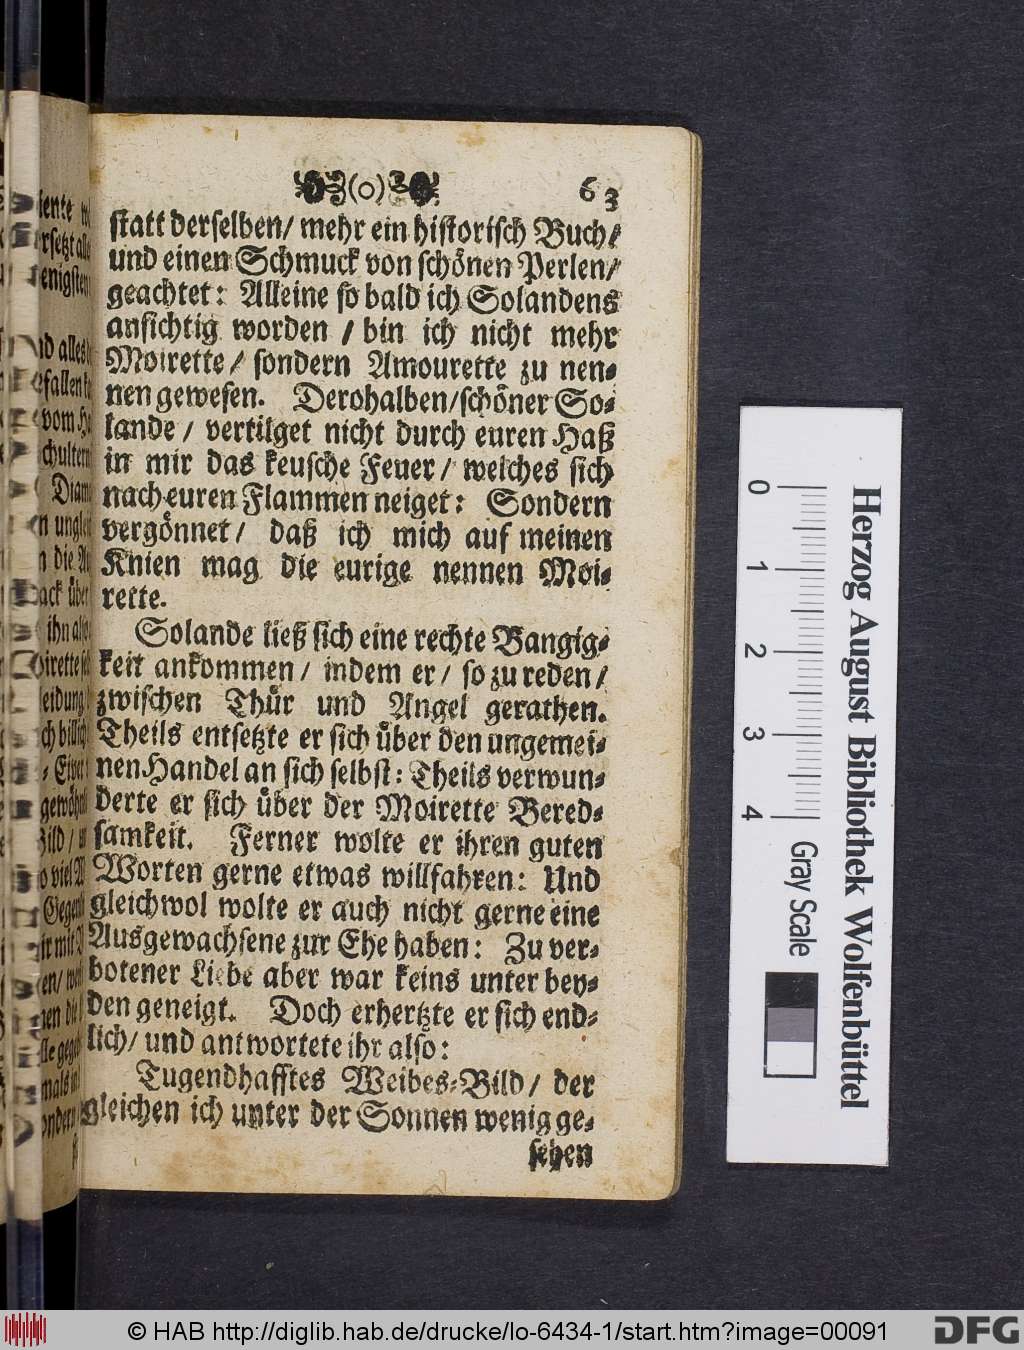 (o) 63
statt derselben/ mehr ein historisch Buch/
und einen Schmuck von schönen Perlen/
geachtet: Alleine so bald ich Solandens
ansichtig worden / bin ich nicht mehr
Moirette/ sondern Amourette zu nen-
nen gewesen. Derohalben/schöner So-
lande / vertilget nicht durch euren Haß
in mir das keusche Feuer / welches sich
nach euren Flammen neiget: Sondern
vergönnet / daß ich mich auf meinen
Knien mag die eurige nennen Moi-
rette.
Solande ließ sich eine rechte Bangig-
keit ankommen / indem er / so zu reden/
zwischen Thür und Angel gerathen.
Theils entsetzte er sich über den ungemei-
nen Handel an sich selbst: Theils verwun-
derte er sich über der Moirette Bered-
samkeit. Ferner wolte er ihren guten
Worten gerne etwas willfahren: Und
gleichwol wolte er auch nicht gerne eine
Ausgewachsene zur Ehe haben: Zu ver-
botener Liebe aber war keins unter bey-
den geneigt. Doch erhertzte er sich end-
lich/ und antwortete ihr also:
Tugendhafftes Weibes-Bild/ der
gleichen ich unter der Sonnen wenig ge-
sehen
0 1 2 3 4
Gray Scale
Herzog August Bibliothek Wolfenbüttel
© HAB http://diglib.hab.de/drucke/lo-6434-1/start.htm?image=00091
DFG